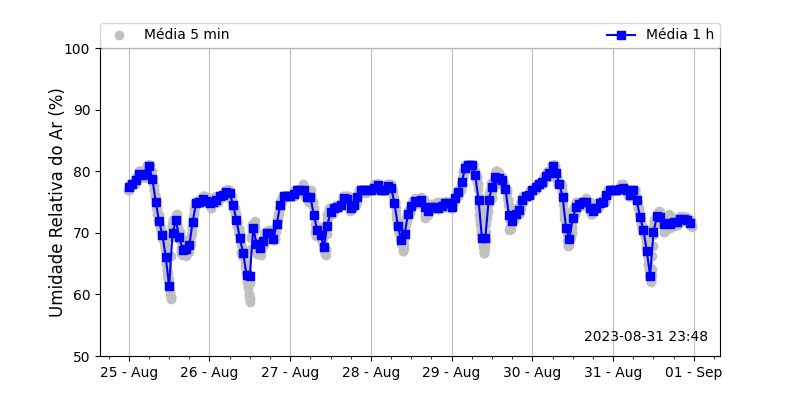 Média 5 min
Média 1 h
Umidade Relativa do Ar (%)
100
90
80
70
60
50
2023-08-31 23:48
25 - Aug
26 - Aug
27 - Aug
28 - Aug
29 - Aug
30 - Aug
31 - Aug
01 - Sep